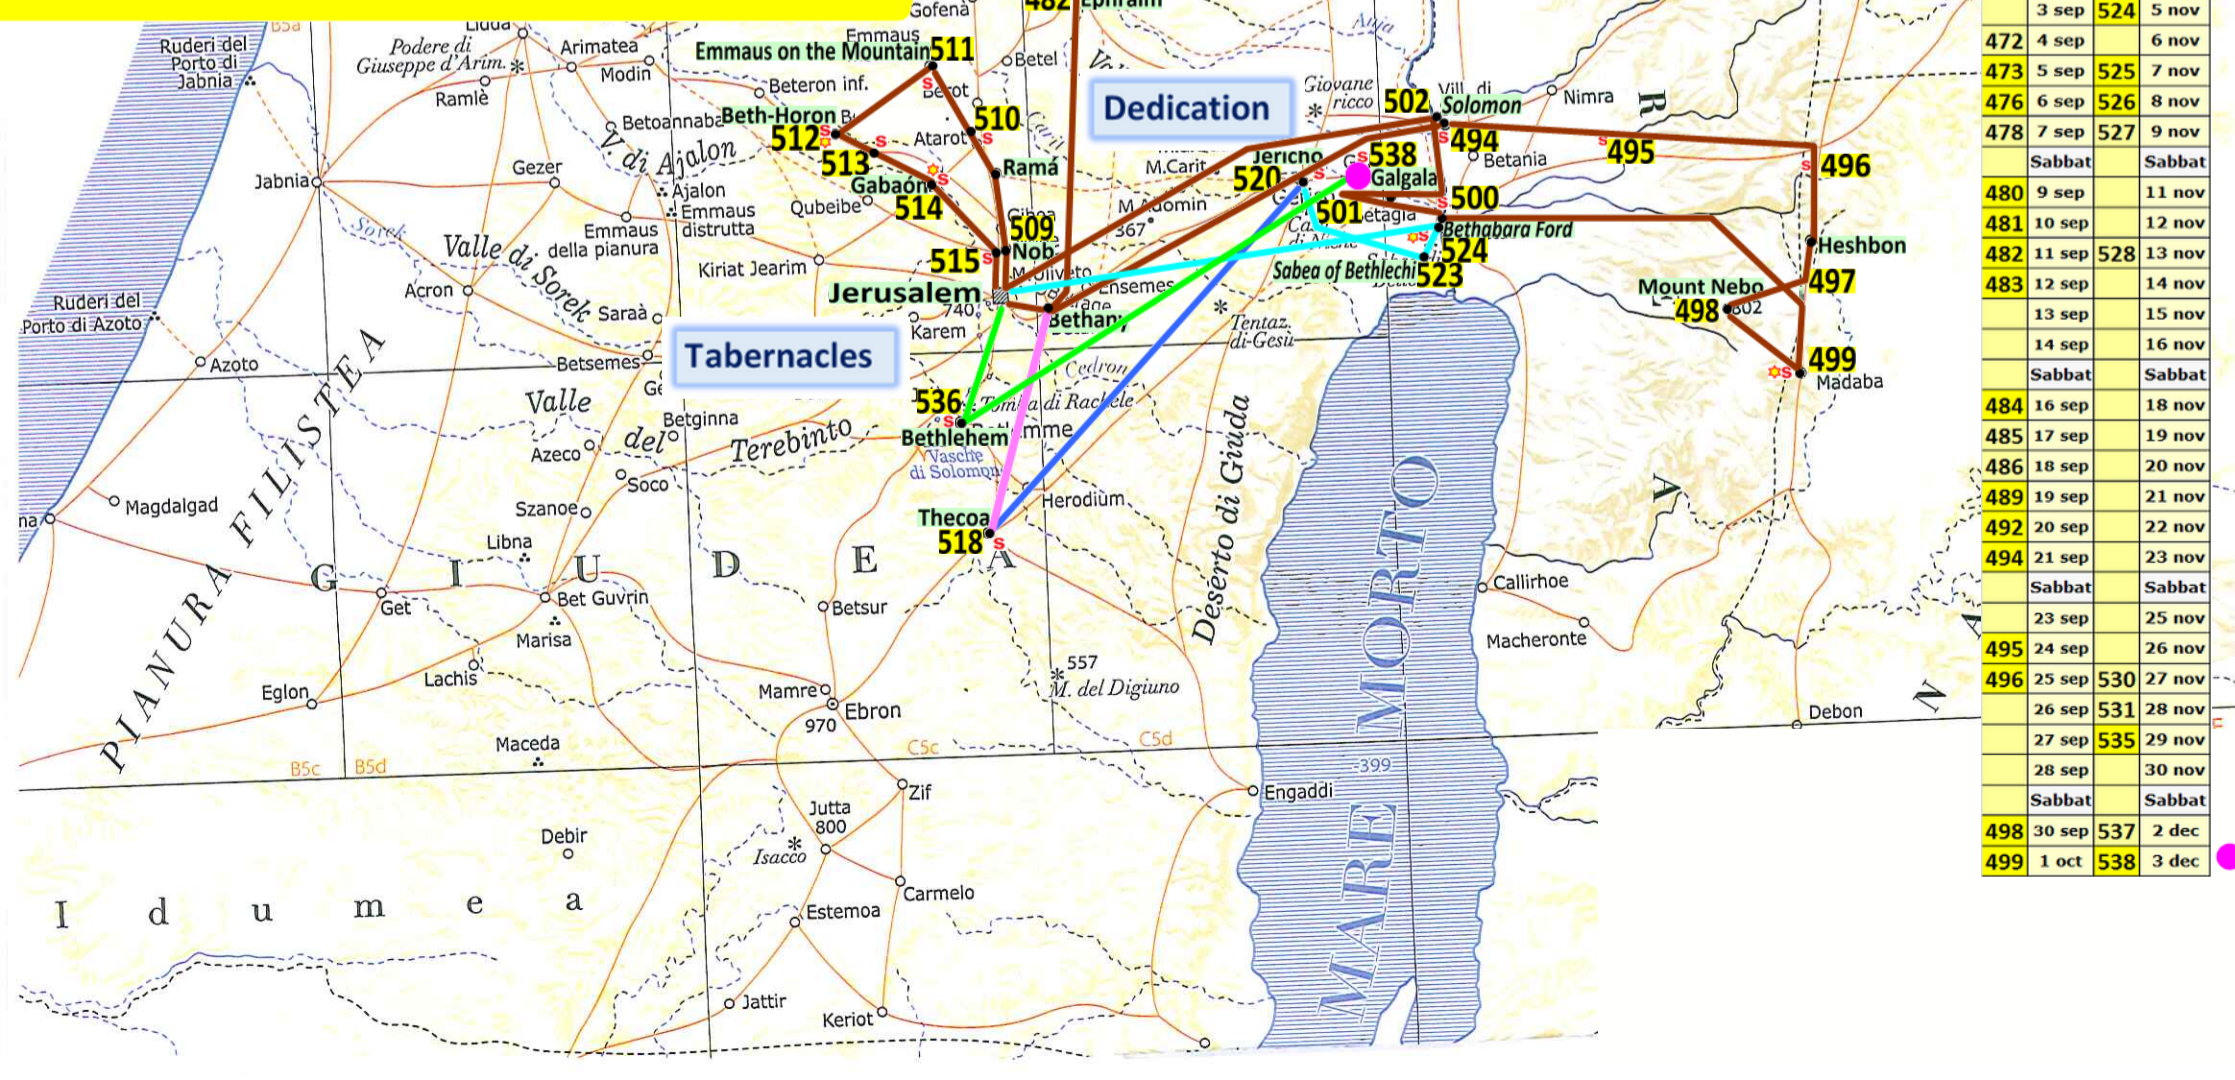 482 Ephraim
Gofenà
B5a
Lidda
Ruderi del
Porto di
Jabnia
Podere di
Giuseppe d'Arim.
Arimatea
Modin
Ramlè
Emmaus
Emmaus on the Mountain 511
Betel
Berot
Beteron inf.
Beth-Horon
512
513
Atarot
510
Ramá
Betoannaba
V. di Ajalon
Ajalon
Gezer
Jabnia
Emmaus
distrutta
Emmaus
della pianura
Qubeibe
Gabaón
514
Kiriat Jearim
509
Nob
515
M. Uliveto
Jerusalem
740
Karem
Ensemes
Bethany
Dedication
Giovane
ricco
Auja
502 Solomon
Vill. di
494
Nimra
R
Betania
495
496
M.Carit
Jericho
520
538
Galgala
M Adomin
367
501
500
Betagia
Bethabara Ford
524
Sabea of Bethlechi
523
Heshbon
497
Mount Nebo
498
802
499
Madaba
Sorek
Valle di Sorek
Acron
Saraà
Ruderi del
Porto di Azoto
Azoto
Betsemes
Tabernacles
Tentaz.
di-Gesù
Cedron
Valle
del
Terebinto
Betginna
Azeco
Soco
536
Tomba di Rachele
Bethlehem
Vasche
di Solomon
Herodium
Thecoa
518
Magdalgad
PIANURA FILISTEA
Szanoe
Libna
G I U D E A
Get
Bet Guvrin
Marisa
Betsur
Deserto di Giuda
MARE MORTO
A
Callirhoe
Macheronte
N
Eglon
Lachis
Mamre
Ebron
970
557
M. del Digiuno
Maceda
B5c
B5d
C5c
C5d
-399
Debon
Engaddi
Zif
Jutta
800
Isacco
Debir
Carmelo
Estemoa
I d u m e a
Jattir
Keriot
3 sep 524 5 nov
472 4 sep 6 nov
473 5 sep 525 7 nov
476 6 sep 526 8 nov
478 7 sep 527 9 nov
Sabbat Sabbat
480 9 sep 11 nov
481 10 sep 12 nov
482 11 sep 528 13 nov
483 12 sep 14 nov
13 sep 15 nov
14 sep 16 nov
Sabbat Sabbat
484 16 sep 18 nov
485 17 sep 19 nov
486 18 sep 20 nov
489 19 sep 21 nov
492 20 sep 22 nov
494 21 sep 23 nov
Sabbat Sabbat
23 sep 25 nov
495 24 sep 26 nov
496 25 sep 530 27 nov
26 sep 531 28 nov
27 sep 535 29 nov
28 sep 30 nov
Sabbat Sabbat
498 30 sep 537 2 dec
499 1 oct 538 3 dec